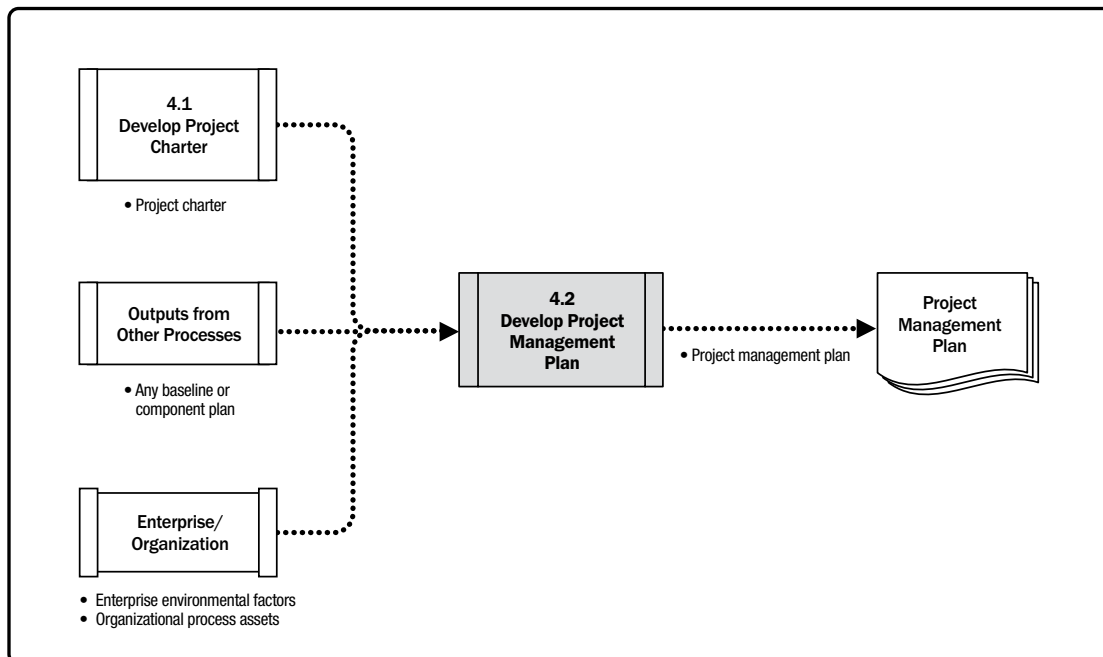 4.1
Develop Project
Charter
• Project charter
Outputs from
Other Processes
• Any baseline or
component plan
Enterprise/
Organization
• Enterprise environmental factors
• Organizational process assets
4.2
Develop Project
Management
Plan
• Project management plan
Project
Management
Plan